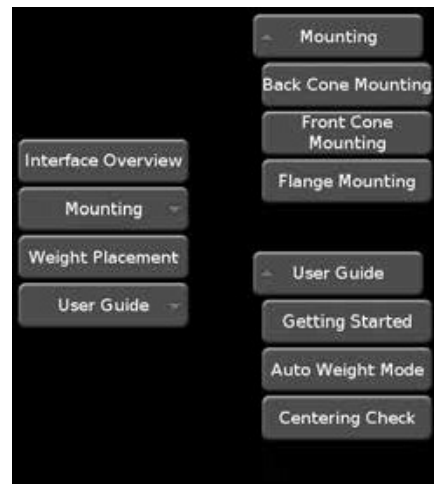 Interface Overview
Mounting
Weight Placement
User Guide
Mounting
Back Cone Mounting
Front Cone
Mounting
Flange Mounting
User Guide
Getting Started
Auto Weight Mode
Centering Check